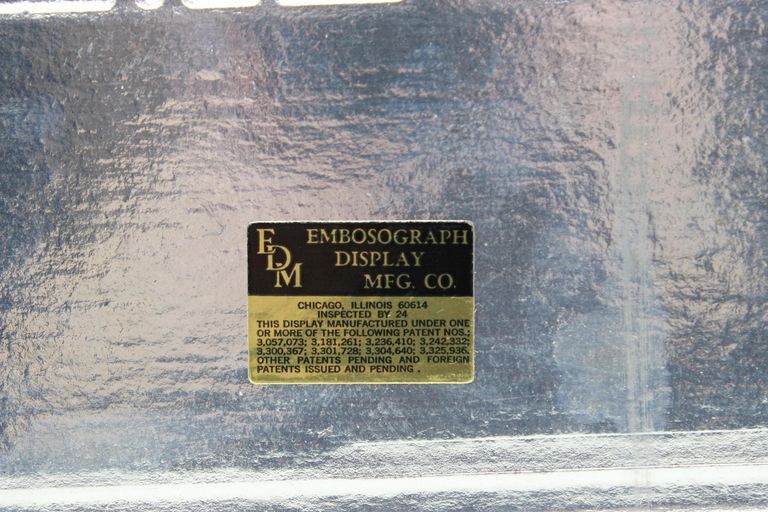 EDM
EMBOSOGRAPH
DISPLAY
MFG. CO.
CHICAGO, ILLINOIS 60614
INSPECTED BY 24
THIS DISPLAY MANUFACTURED UNDER ONE
OR MORE OF THE FOLLOWING PATENT NOS.;
3,057,073; 3,181,261; 3,236,410; 3,242,332;
3,300,367; 3,301,728; 3,304,640; 3,325,936.
OTHER PATENTS PENDING AND FOREIGN
PATENTS ISSUED AND PENDING .